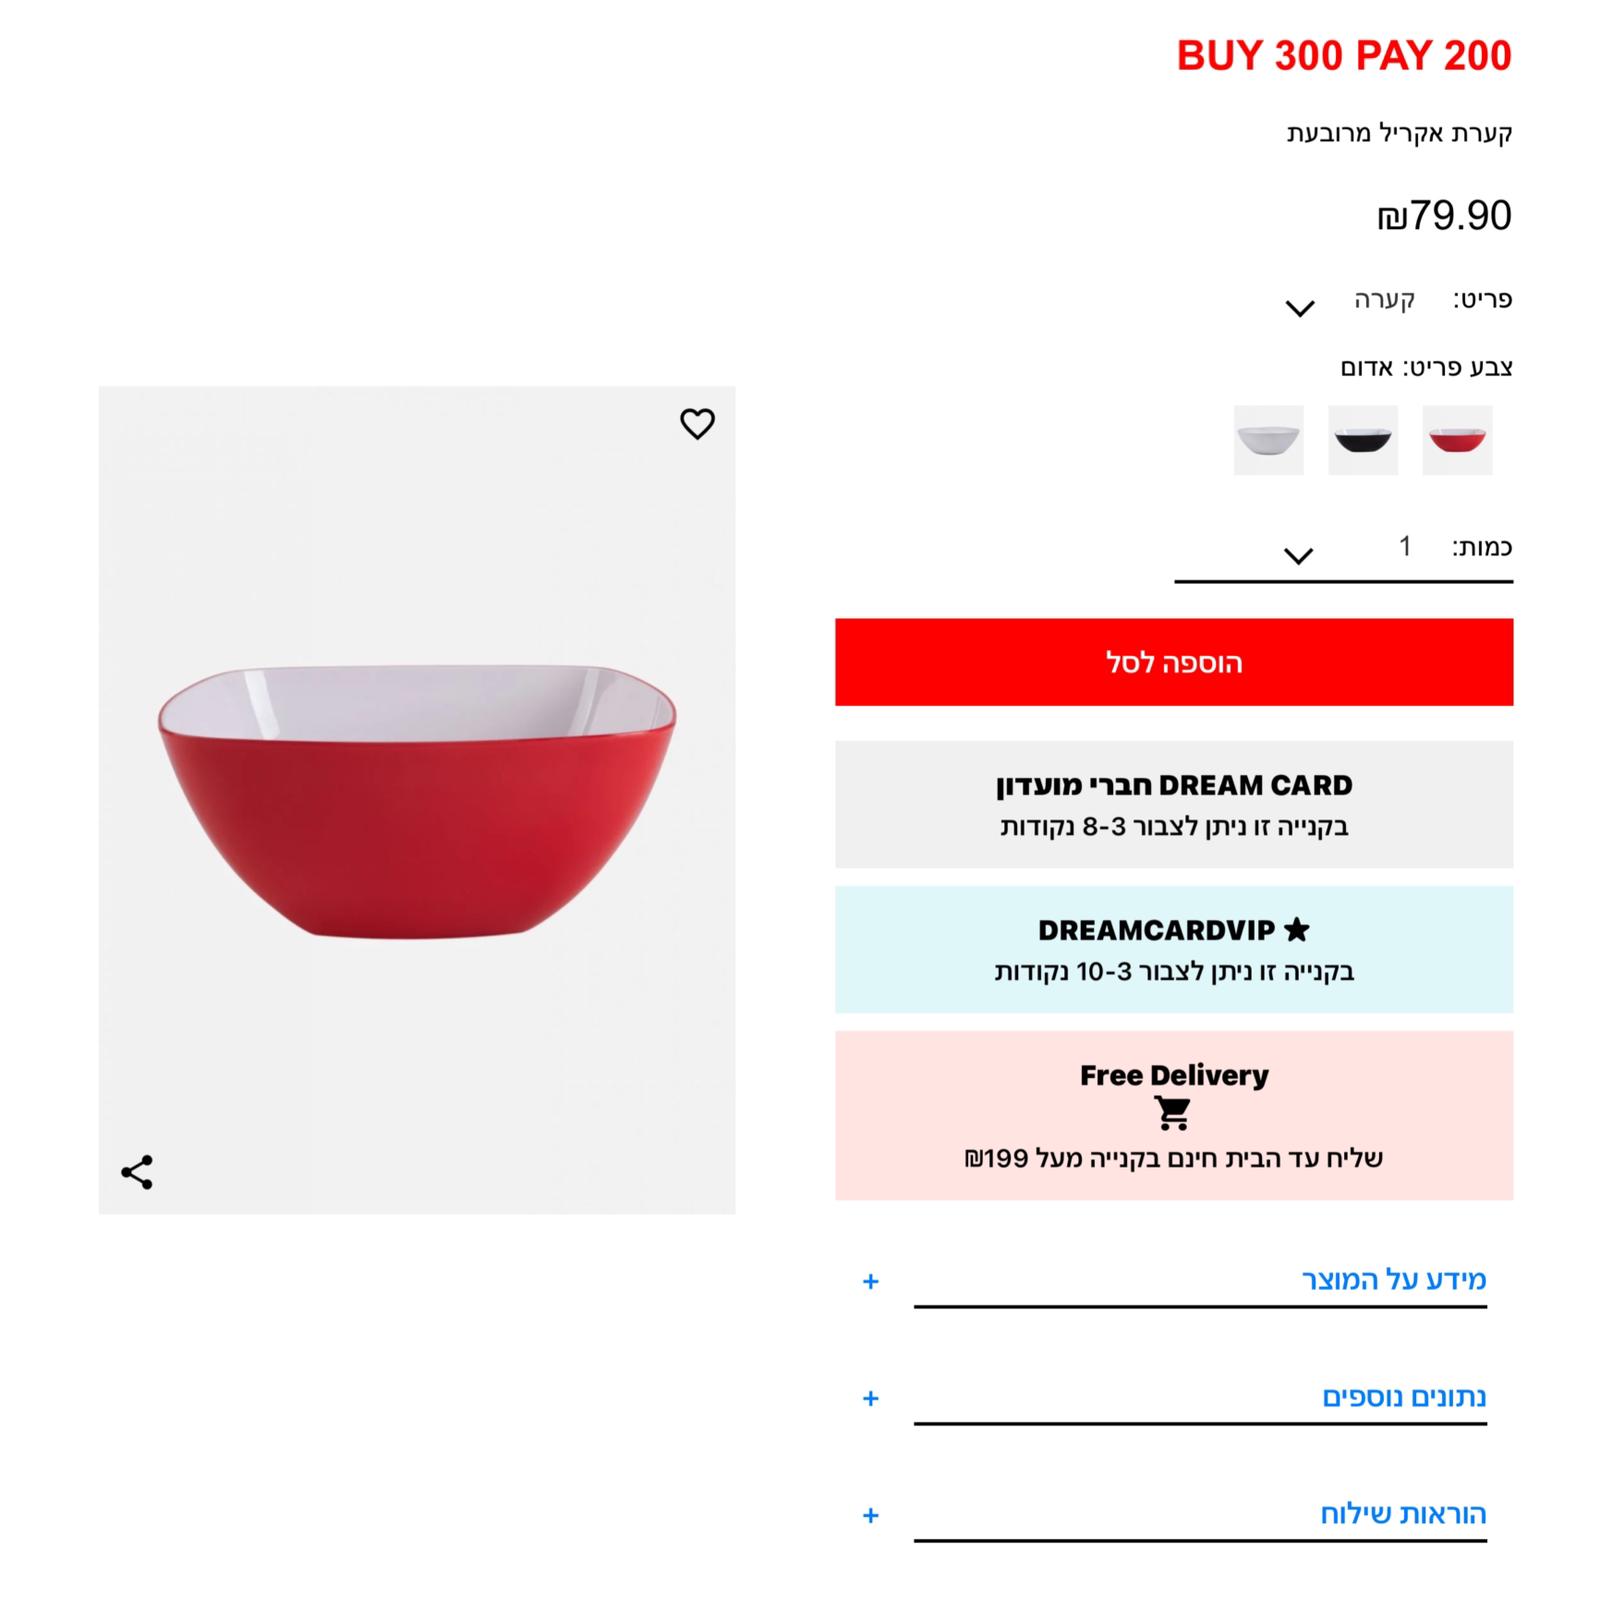 BUY 300 PAY 200
קערת אקריל מרובעת
₪79.90
פריט: קערה
צבע פריט: אדום
כמות: 1
הוספה לסל
חברי מועדון DREAM CARD
בקנייה זו ניתן לצבור 8-3 נקודות
DREAMCARDVIP ★
בקנייה זו ניתן לצבור 10-3 נקודות
Free Delivery
שליח עד הבית חינם בקנייה מעל 199₪
מידע על המוצר +
נתונים נוספים +
הוראות שילוח +